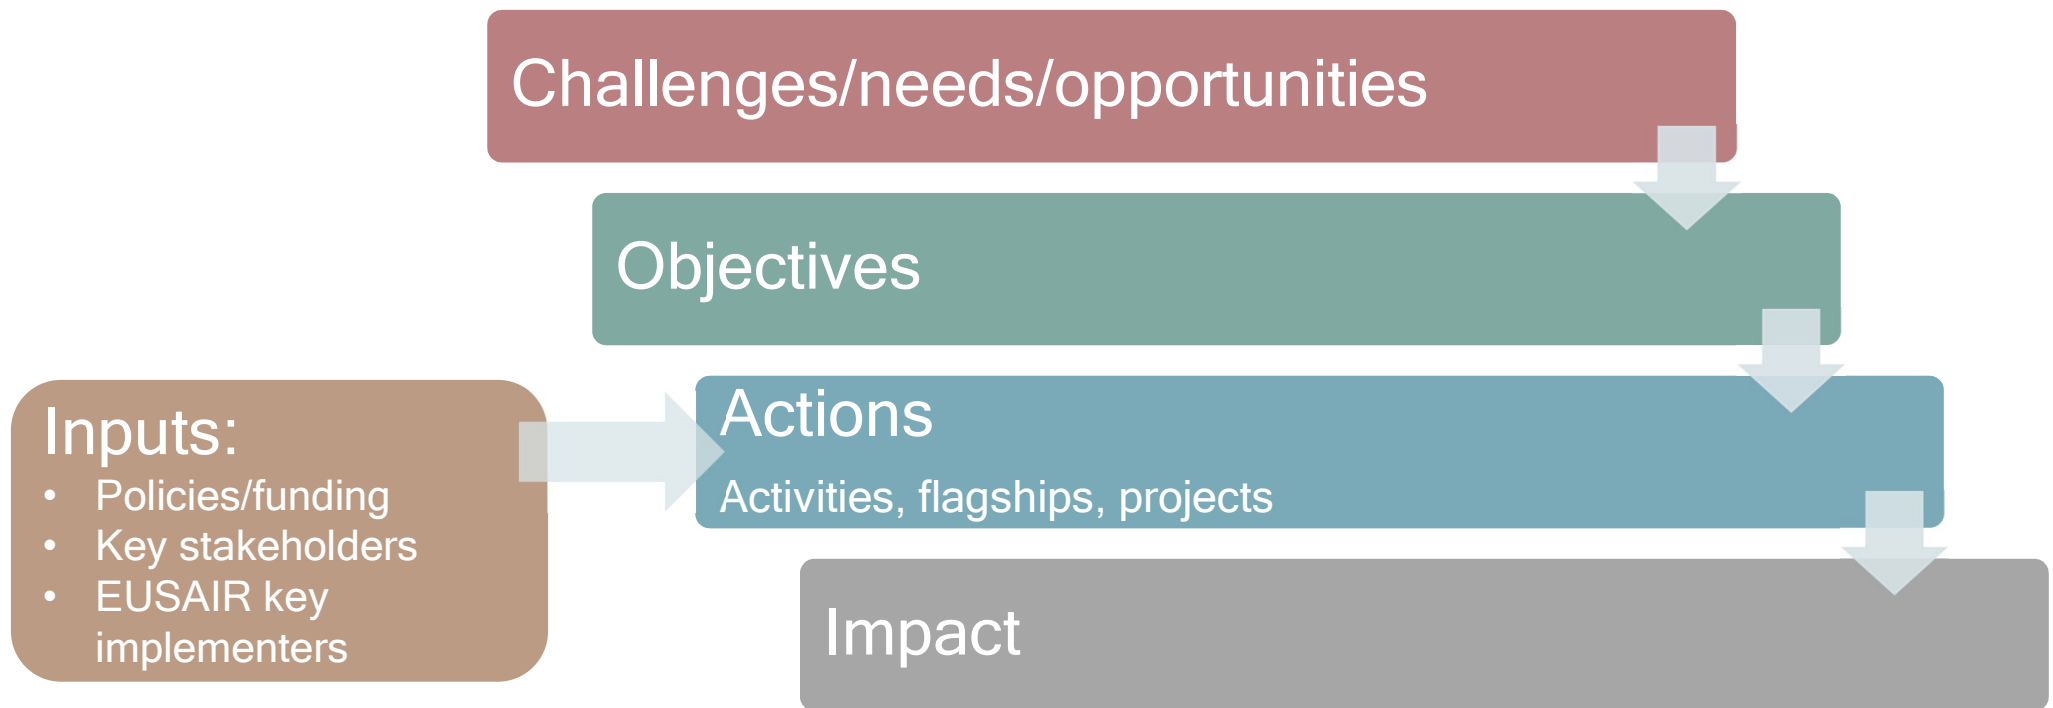 Challenges/needs/opportunities
Objectives
Inputs:
• Policies/funding
• Key stakeholders
• EUSAIR key
implementers
Actions
Activities, flagships, projects
Impact